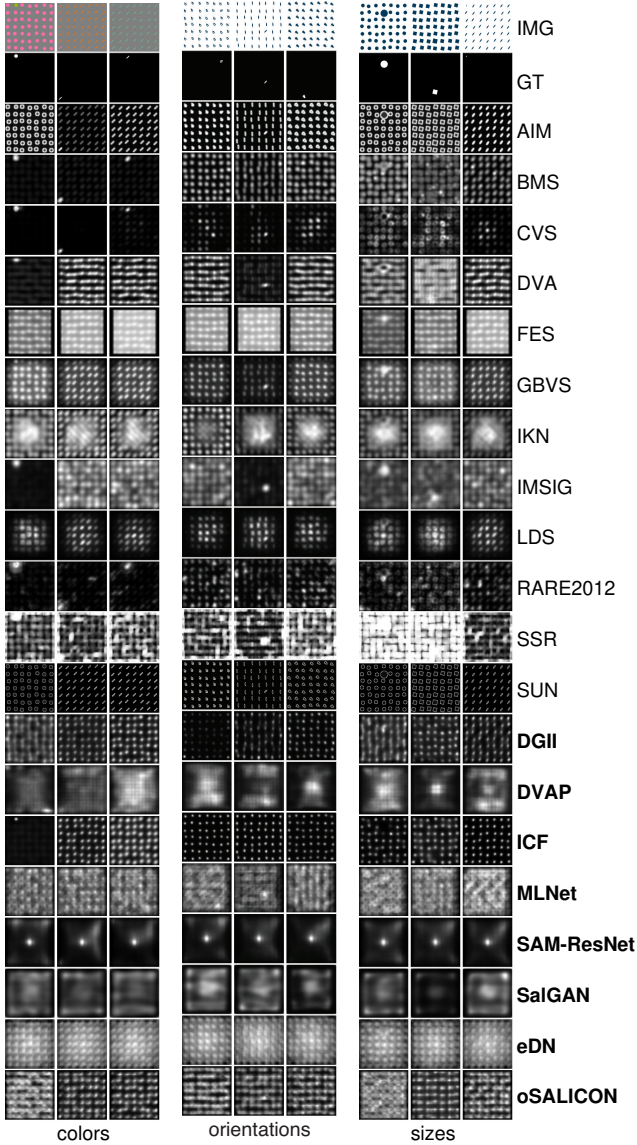 IMG
GT
AIM
BMS
CVS
DVA
FES
GBVS
IKN
IMSIG
LDS
RARE2012
SSR
SUN
DGII
DVAP
ICF
MLNet
SAM-ResNet
SalGAN
eDN
oSALICON
colors orientations sizes